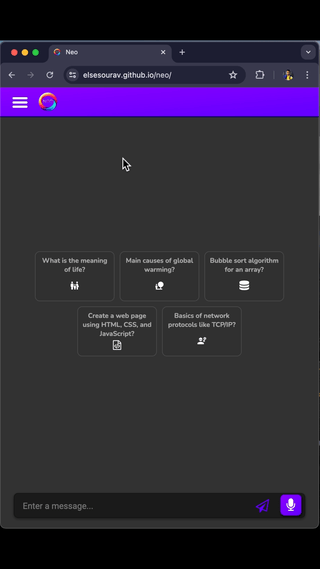 Neo
elsesourav.github.io/neo/
What is the meaning
of life?
Main causes of global
warming?
Bubble sort algorithm
for an array?
Create a web page
using HTML, CSS, and
JavaScript?
Basics of network
protocols like TCP/IP?
Enter a message...